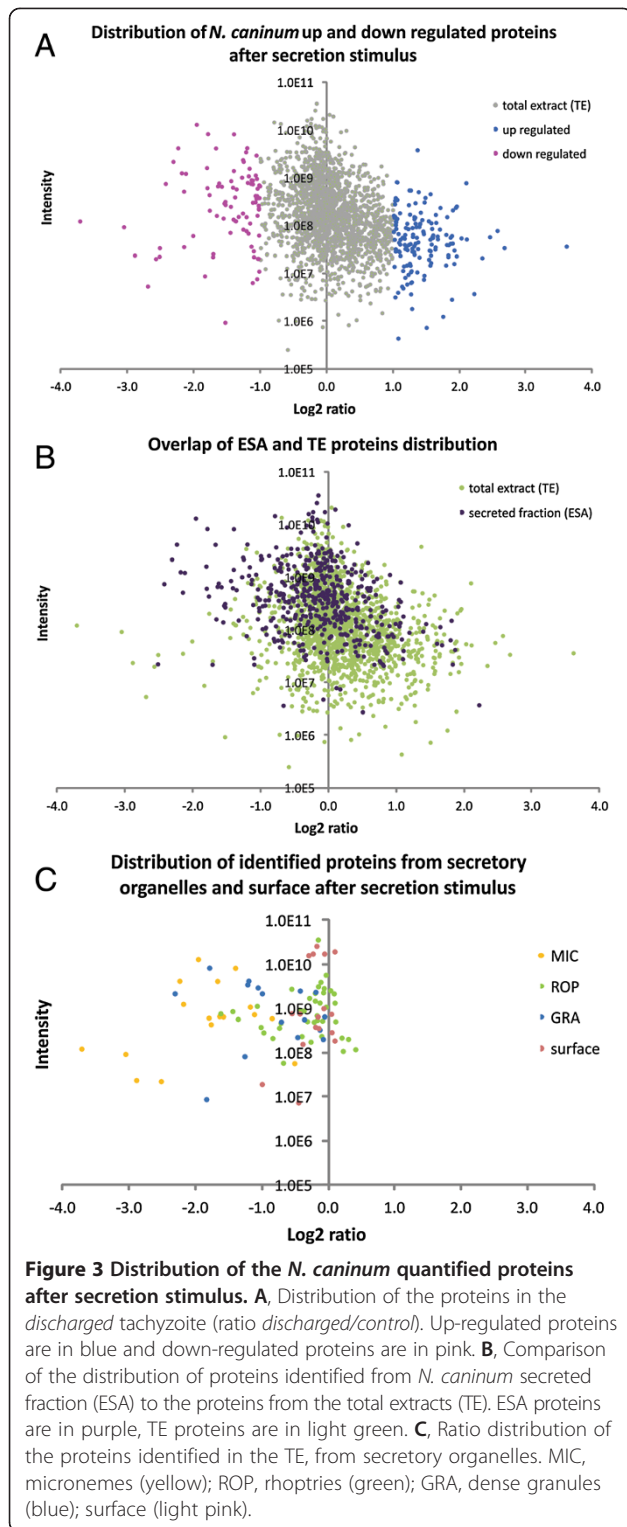 A
Distribution of N. caninum up and down regulated proteins
after secretion stimulus
1.0E11
1.0E10
1.0E9
1.0E8
1.0E7
1.0E6
1.0E5
Intensity
total extract (TE)
up regulated
down regulated
-4.0 -3.0 -2.0 -1.0 0.0 1.0 2.0 3.0 4.0
Log2 ratio
B
Overlap of ESA and TE proteins distribution
1.0E11
1.0E10
1.0E9
1.0E8
1.0E7
1.0E6
1.0E5
Intensity
total extract (TE)
secreted fraction (ESA)
-4.0 -3.0 -2.0 -1.0 0.0 1.0 2.0 3.0 4.0
Log2 ratio
C
Distribution of identified proteins from secretory
organelles and surface after secretion stimulus
1.0E11
1.0E10
1.0E9
1.0E8
1.0E7
1.0E6
1.0E5
Intensity
MIC
ROP
GRA
surface
-4.0 -3.0 -2.0 -1.0 0.0 1.0 2.0 3.0 4.0
Log2 ratio
Figure 3 Distribution of the N. caninum quantified proteins
after secretion stimulus. A, Distribution of the proteins in the
discharged tachyzoite (ratio discharged/control). Up-regulated proteins
are in blue and down-regulated proteins are in pink. B, Comparison
of the distribution of proteins identified from N. caninum secreted
fraction (ESA) to the proteins from the total extracts (TE). ESA proteins
are in purple, TE proteins are in light green. C, Ratio distribution of
the proteins identified in the TE, from secretory organelles. MIC,
micronemes (yellow); ROP, rhoptries (green); GRA, dense granules
(blue); surface (light pink).